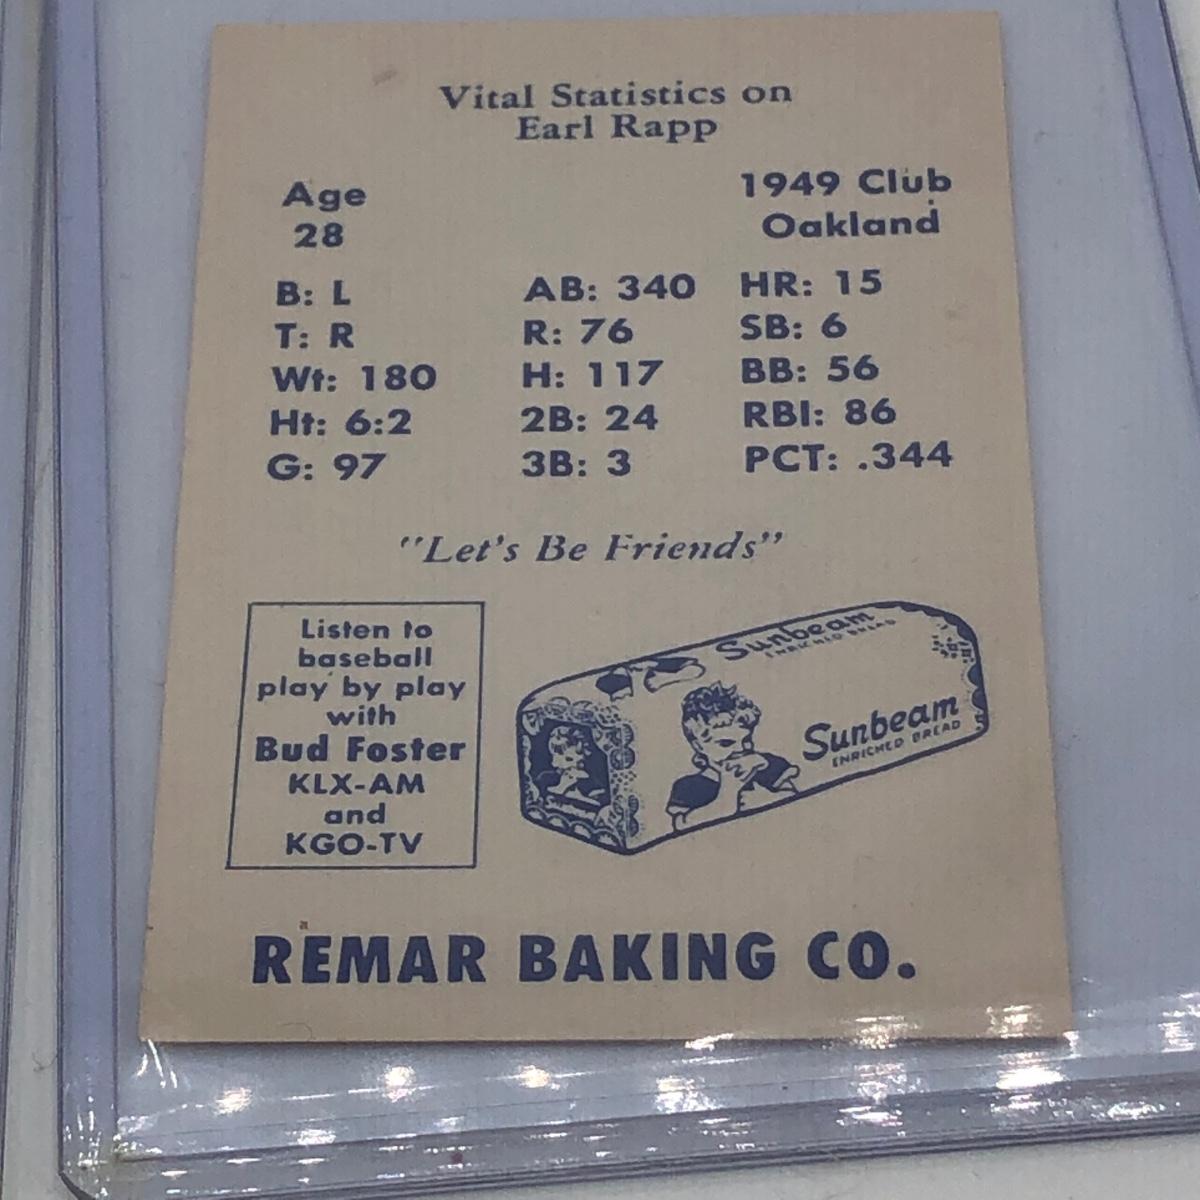 Vital Statistics on
Earl Rapp
Age
28
1949 Club
Oakland
B: L
T: R
Wt: 180
Ht: 6:2
G: 97
AB: 340
R: 76
H: 117
2B: 24
3B: 3
HR: 15
SB: 6
BB: 56
RBI: 86
PCT: .344
"Let's Be Friends"
Listen to
baseball
play by play
with
Bud Foster
KLX-AM
and
KGO-TV
Sunbeam
ENRICHED BREAD
Sunbeam
ENRICHED BREAD
REMAR BAKING CO.